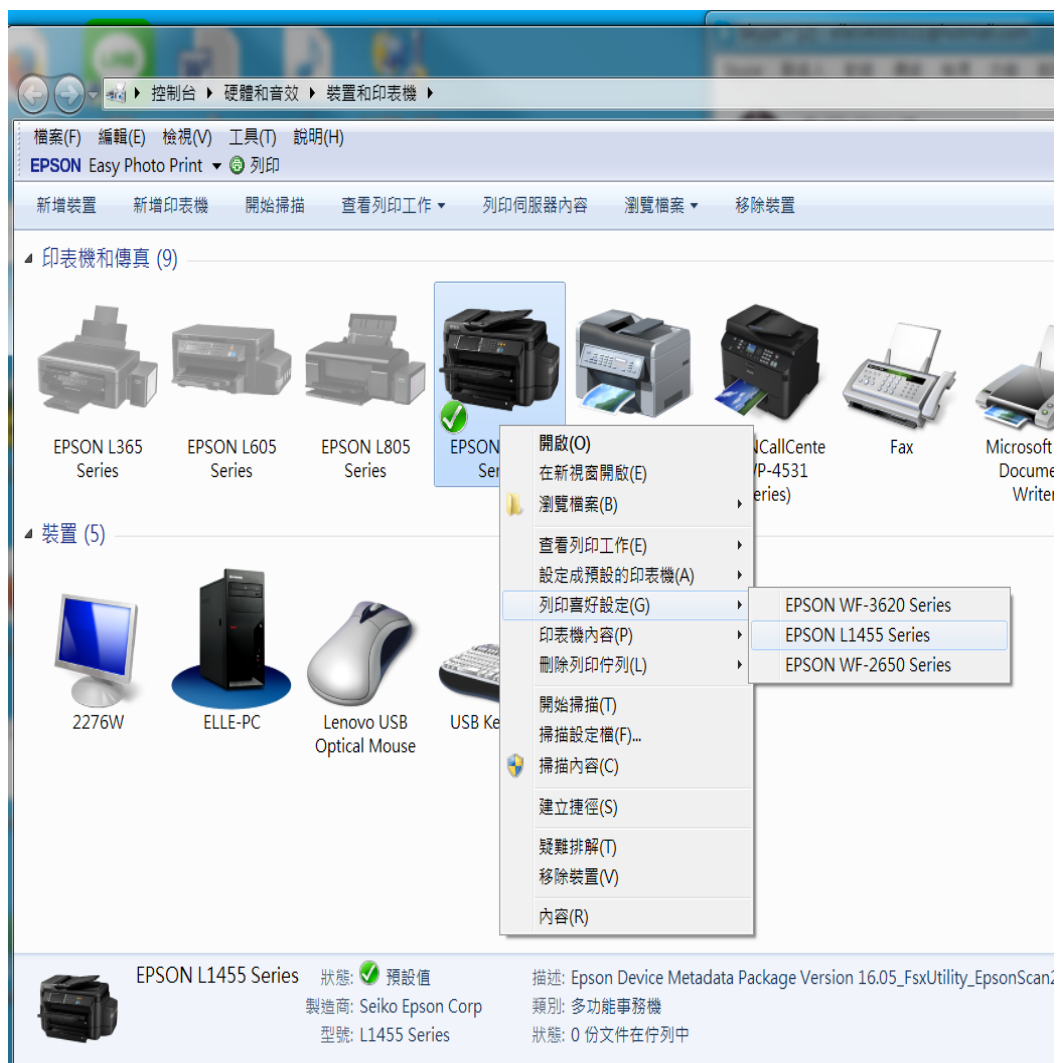 控制台 硬體和音效 裝置和印表機
檔案(F) 編輯(E) 檢視(V) 工具(T) 說明(H)
EPSON Easy Photo Print 列印
新增裝置 新增印表機 開始掃描 查看列印工作 列印伺服器內容 瀏覽檔案 移除裝置
印表機和傳真 (9)
EPSON L365
Series
EPSON L605
Series
EPSON L805
Series
EPSON
Ser
NCallCente
VP-4531
eries)
Fax
Microsoft
Docume
Writer
開啟(O)
在新視窗開啟(E)
瀏覽檔案(B)
查看列印工作(E)
設定成預設的印表機(A)
列印喜好設定(G)
印表機內容(P)
刪除列印佇列(L)
開始掃描(T)
掃描設定檔(F)...
掃描內容(C)
建立捷徑(S)
疑難排解(T)
移除裝置(V)
內容(R)
EPSON WF-3620 Series
EPSON L1455 Series
EPSON WF-2650 Series
裝置 (5)
2276W
ELLE-PC
Lenovo USB
Optical Mouse
USB Ke
EPSON L1455 Series 狀態: 預設值 描述: Epson Device Metadata Package Version 16.05_FsxUtility_EpsonScan2
製造商: Seiko Epson Corp 類別: 多功能事務機
型號: L1455 Series 狀態: 0 份文件在佇列中